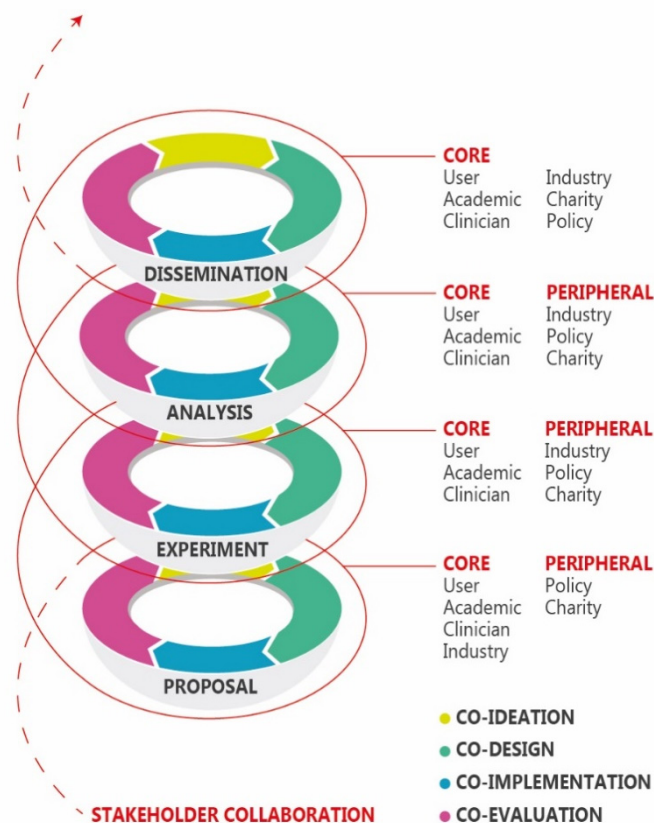 CORE
User Industry
Academic Charity
Clinician Policy
DISSEMINATION
CORE PERIPHERAL
User Industry
Academic Policy
Clinician Charity
ANALYSIS
CORE PERIPHERAL
User Industry
Academic Policy
Clinician Charity
EXPERIMENT
CORE PERIPHERAL
User Policy
Academic Charity
Clinician
Industry
PROPOSAL
CO-IDEATION
CO-DESIGN
CO-IMPLEMENTATION
CO-EVALUATION
STAKEHOLDER COLLABORATION